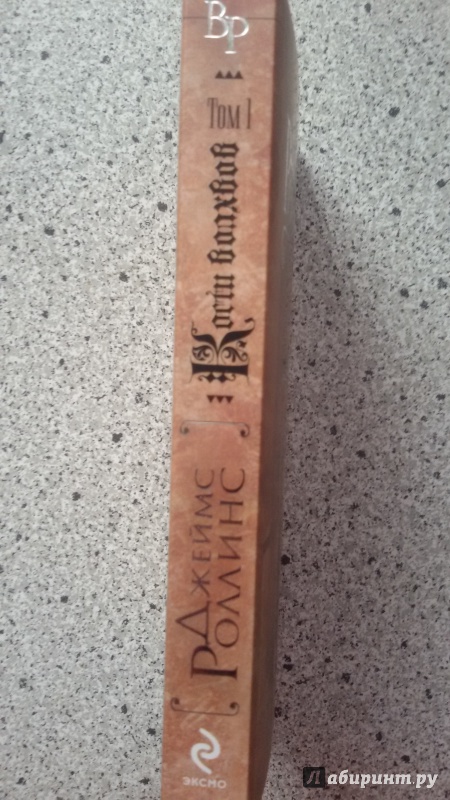 ВР
Том 1
Кости волхвов
Джеймс
Роллинс
ЭКСМО
Лабиринт.ру